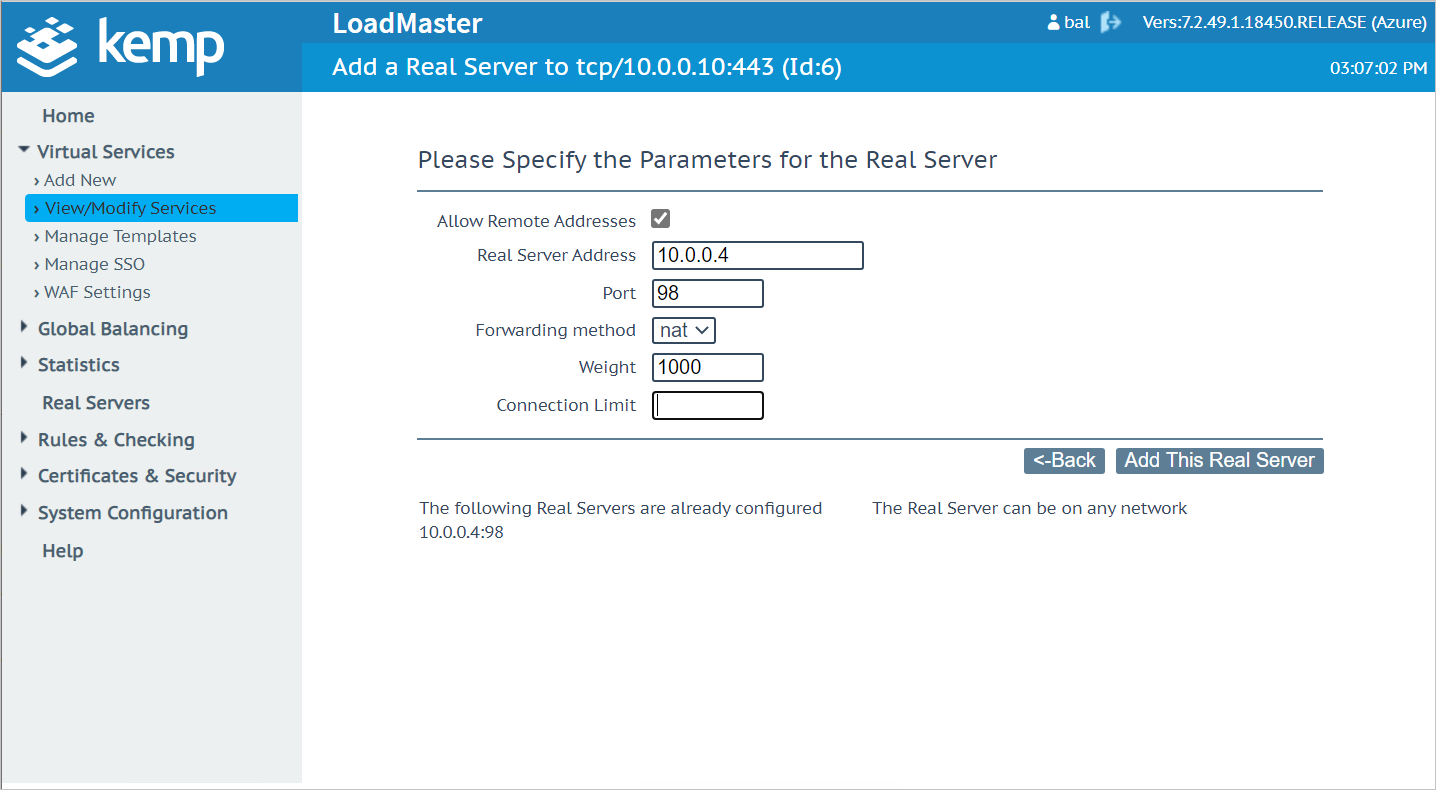 kemp
LoadMaster
bal
Vers:7.2.49.1.18450.RELEASE (Azure)
Add a Real Server to tcp/10.0.0.10:443 (Id:6)
03:07:02 PM
Home
Virtual Services
› Add New
› View/Modify Services
› Manage Templates
› Manage SSO
› WAF Settings
Global Balancing
Statistics
Real Servers
Rules & Checking
Certificates & Security
System Configuration
Help
Please Specify the Parameters for the Real Server
Allow Remote Addresses
Real Server Address 10.0.0.4
Port 98
Forwarding method nat
Weight 1000
Connection Limit
<-Back Add This Real Server
The following Real Servers are already configured
10.0.0.4:98
The Real Server can be on any network